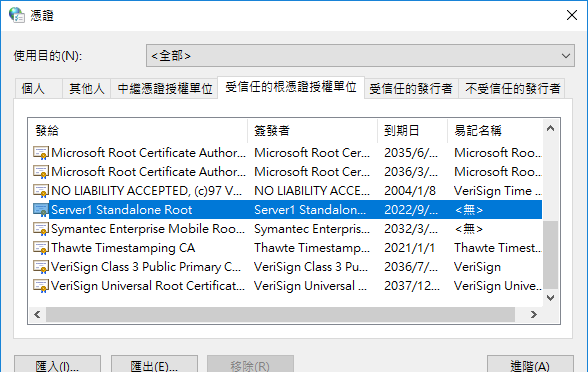 憑證
使用目的(N): <全部>
個人 其他人 中繼憑證授權單位 受信任的根憑證授權單位 受信任的發行者 不受信任的發行者
發給 簽發者 到期日 易記名稱
Microsoft Root Certificate Author... Microsoft Root Cer... 2035/6/... Microsoft Roo...
Microsoft Root Certificate Author... Microsoft Root Cer... 2036/3/... Microsoft Roo...
NO LIABILITY ACCEPTED, (c)97 V... NO LIABILITY ACCE... 2004/1/8 VeriSign Time ...
Server1 Standalone Root Server1 Standalon... 2022/9/... <無>
Symantec Enterprise Mobile Roo... Symantec Enterpris... 2032/3/... <無>
Thawte Timestamping CA Thawte Timestamp... 2021/1/1 Thawte Timest...
VeriSign Class 3 Public Primary C... VeriSign Class 3 Pu... 2036/7/... VeriSign
VeriSign Universal Root Certificat... VeriSign Universal ... 2037/12... VeriSign Unive...
匯入(I)... 匯出(E)... 移除(R) 進階(A)